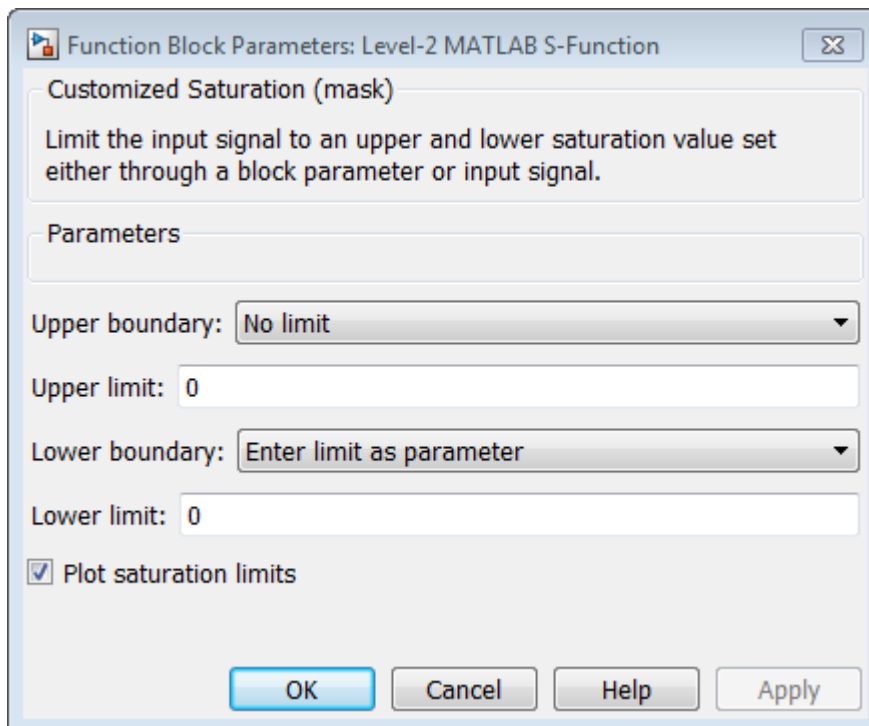 Function Block Parameters: Level-2 MATLAB S-Function
Customized Saturation (mask)
Limit the input signal to an upper and lower saturation value set
either through a block parameter or input signal.
Parameters
Upper boundary: No limit
Upper limit: 0
Lower boundary: Enter limit as parameter
Lower limit: 0
Plot saturation limits
OK Cancel Help Apply